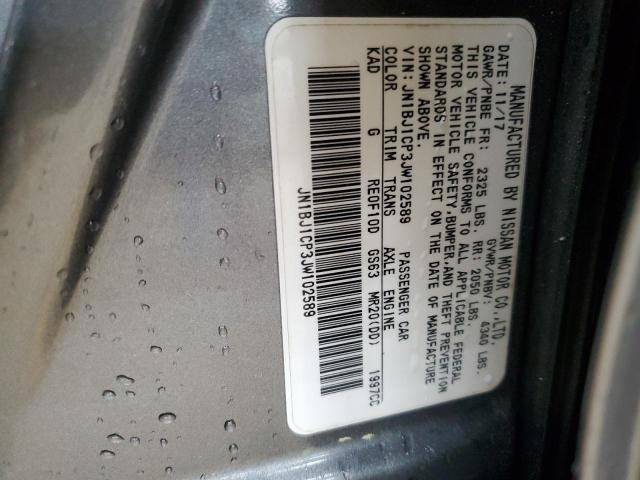 MANUFACTURED BY NISSAN MOTOR CO.,LTD.
DATE: 11/17 GVWR/PNBV: 4340 LBS.
GAWR/PNBE FR: 2325 LBS. RR: 2050 LBS.
THIS VEHICLE CONFORMS TO ALL APPLICABLE FEDERAL
MOTOR VEHICLE SAFETY,BUMPER,AND THEFT PREVENTION
STANDARDS IN EFFECT ON THE DATE OF MANUFACTURE
SHOWN ABOVE.
VIN: JN1BJ1CP3JW102589 PASSENGER CAR
COLOR TRIM TRANS AXLE ENGINE
KAD G RE0F10D GS63 MR20(DD) 1997CC
JN1BJ1CP3JW102589